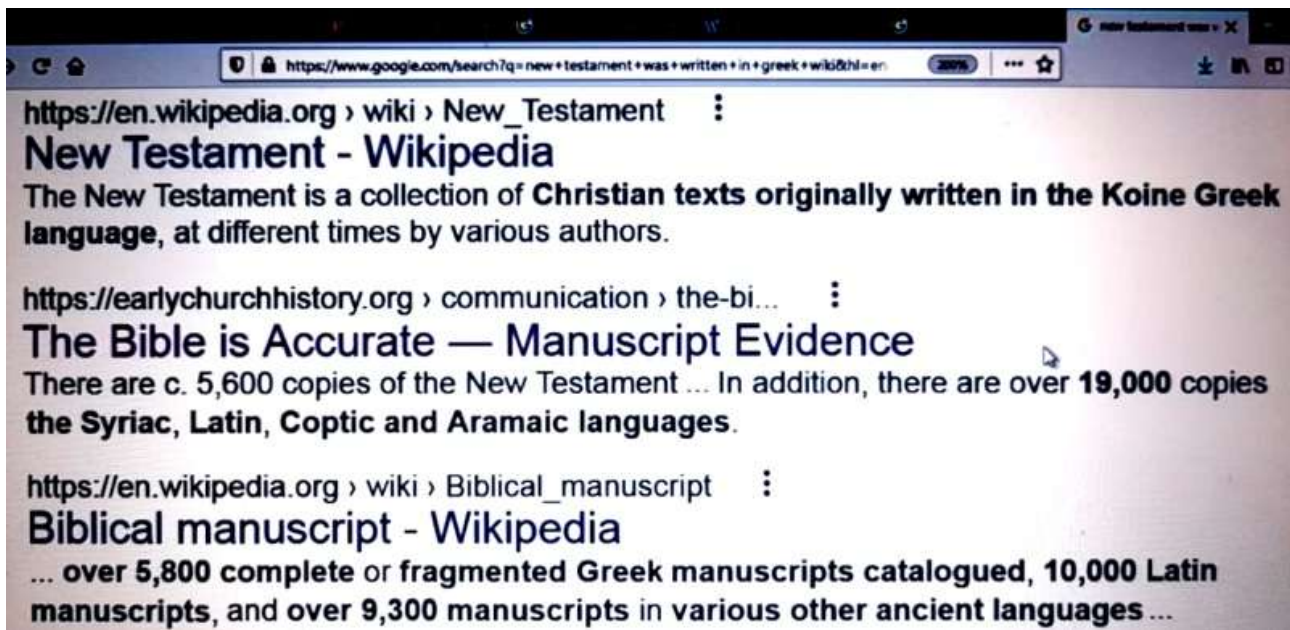 G new testament was w
https://www.google.com/search?q=new+testament+was+written+in+greek+wiki&hl=en 200%
https://en.wikipedia.org › wiki › New_Testament
New Testament - Wikipedia
The New Testament is a collection of Christian texts originally written in the Koine Greek
language, at different times by various authors.
https://earlychurchhistory.org › communication › the-bi...
The Bible is Accurate — Manuscript Evidence
There are c. 5,600 copies of the New Testament ... In addition, there are over 19,000 copies
the Syriac, Latin, Coptic and Aramaic languages.
https://en.wikipedia.org › wiki › Biblical_manuscript
Biblical manuscript - Wikipedia
... over 5,800 complete or fragmented Greek manuscripts catalogued, 10,000 Latin
manuscripts, and over 9,300 manuscripts in various other ancient languages ...